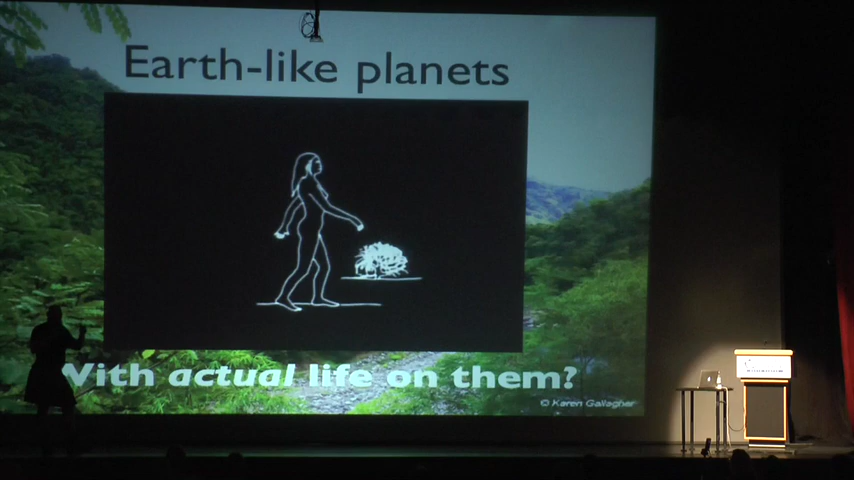 Earth-like planets
With actual life on them?
© Karen Gallagher